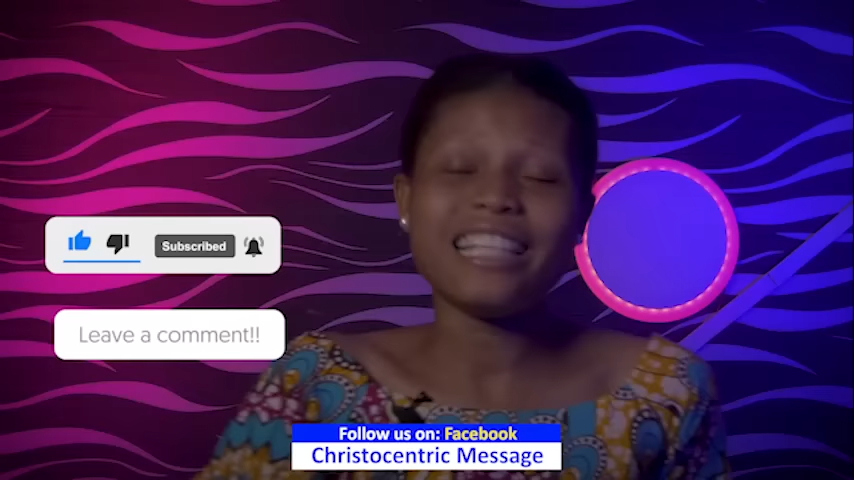 Subscribed
Leave a comment!!
Follow us on: Facebook
Christocentric Message